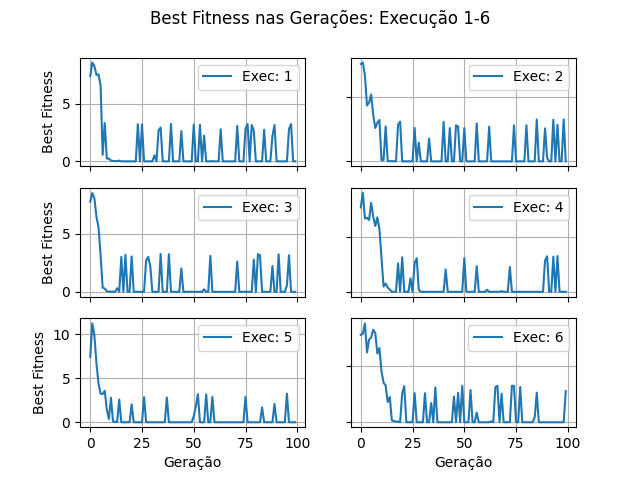 Best Fitness nas Gerações: Execução 1-6
Best Fitness
5
0
Exec: 1
Exec: 2
Best Fitness
5
0
Exec: 3
Exec: 4
Best Fitness
10
5
0
Exec: 5
Exec: 6
0 25 50 75 100
0 25 50 75 100
Geração
Geração